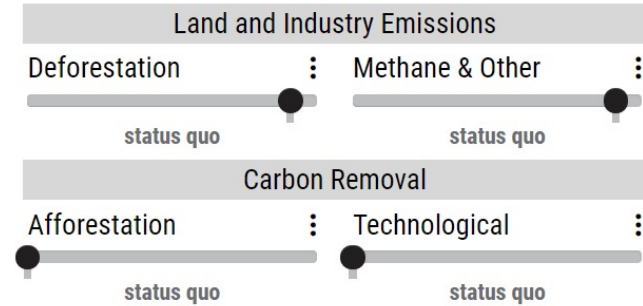 Land and Industry Emissions
Deforestation Methane & Other
status quo status quo
Carbon Removal
Afforestation Technological
status quo status quo